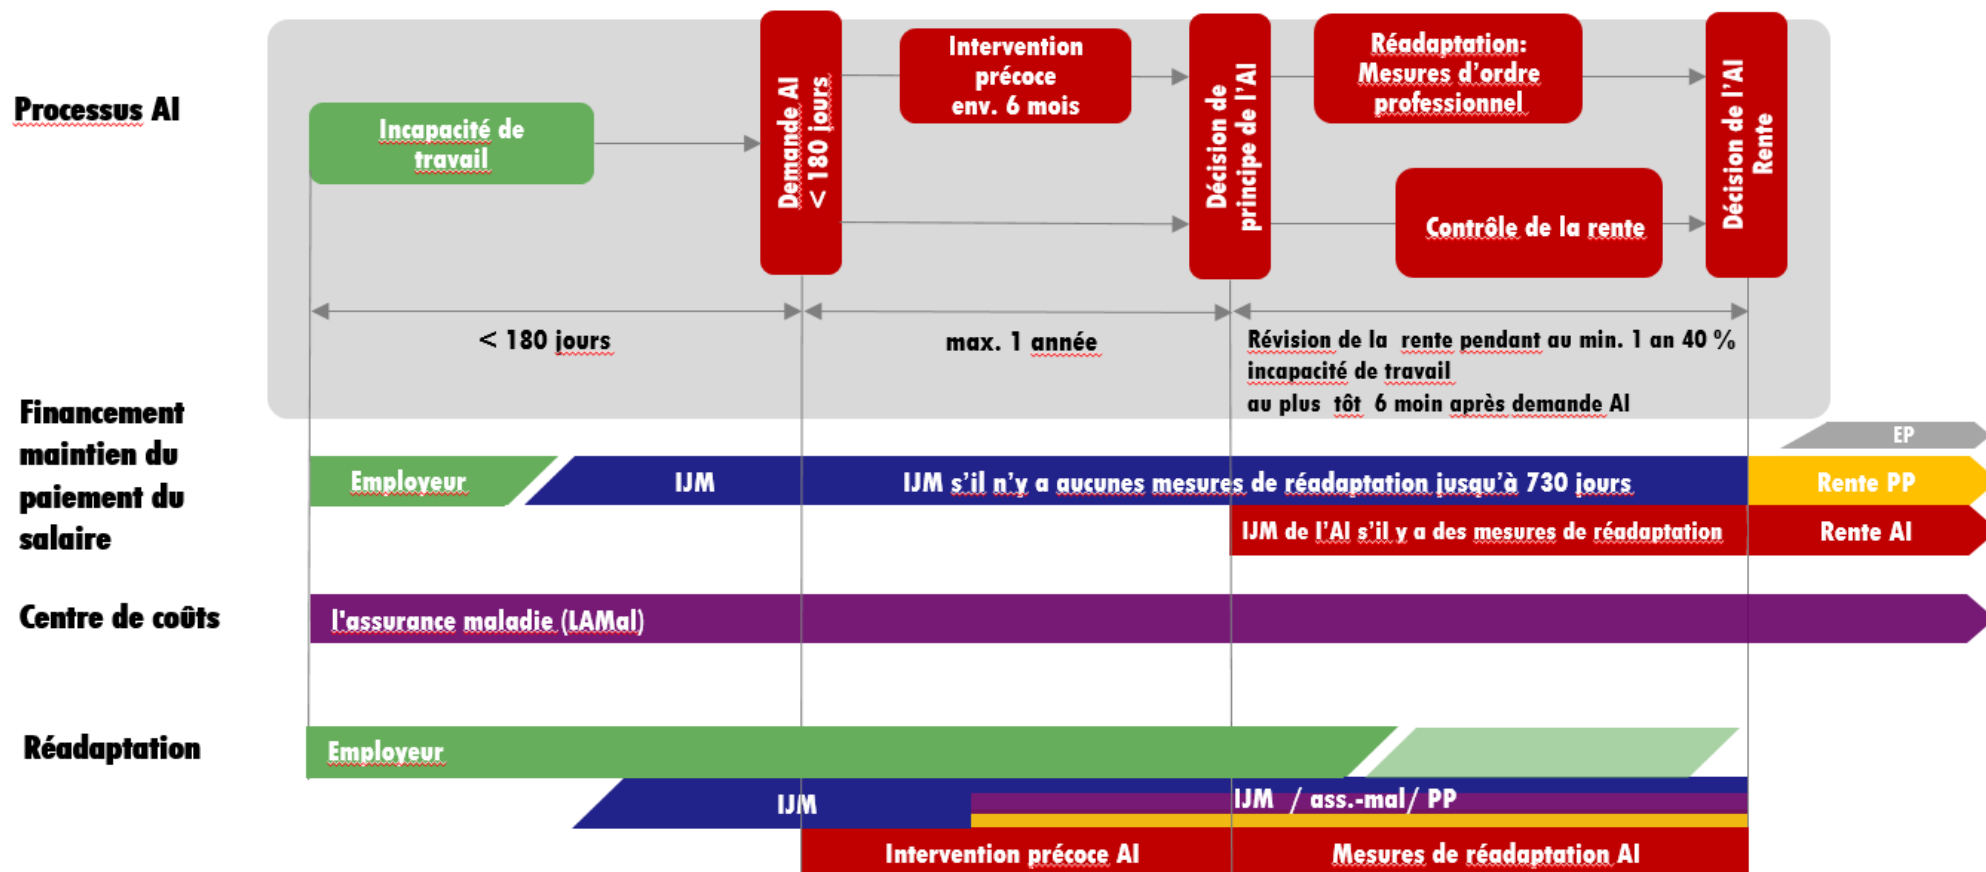 Processus AI
Incapacité de
travail
Demande AI
< 180 jours
Intervention
précoce
env. 6 mois
Décision de
principe de l'AI
Réadaptation:
Mesures d'ordre
professionnel
Contrôle de la rente
Décision de l'AI
Rente
< 180 jours
max. 1 année
Révision de la rente pendant au min. 1 an 40 %
incapacité de travail
au plus tôt 6 moin après demande AI
Financement
maintien du
paiement du
salaire
EP
Employeur
IJM
IJM s'il n'y a aucunes mesures de réadaptation jusqu'à 730 jours
Rente PP
IJM de l'AI s'il y a des mesures de réadaptation
Rente AI
Centre de coûts
l'assurance maladie (LAMal)
Réadaptation
Employeur
IJM
IJM / ass.-mal/ PP
Intervention précoce AI
Mesures de réadaptation AI